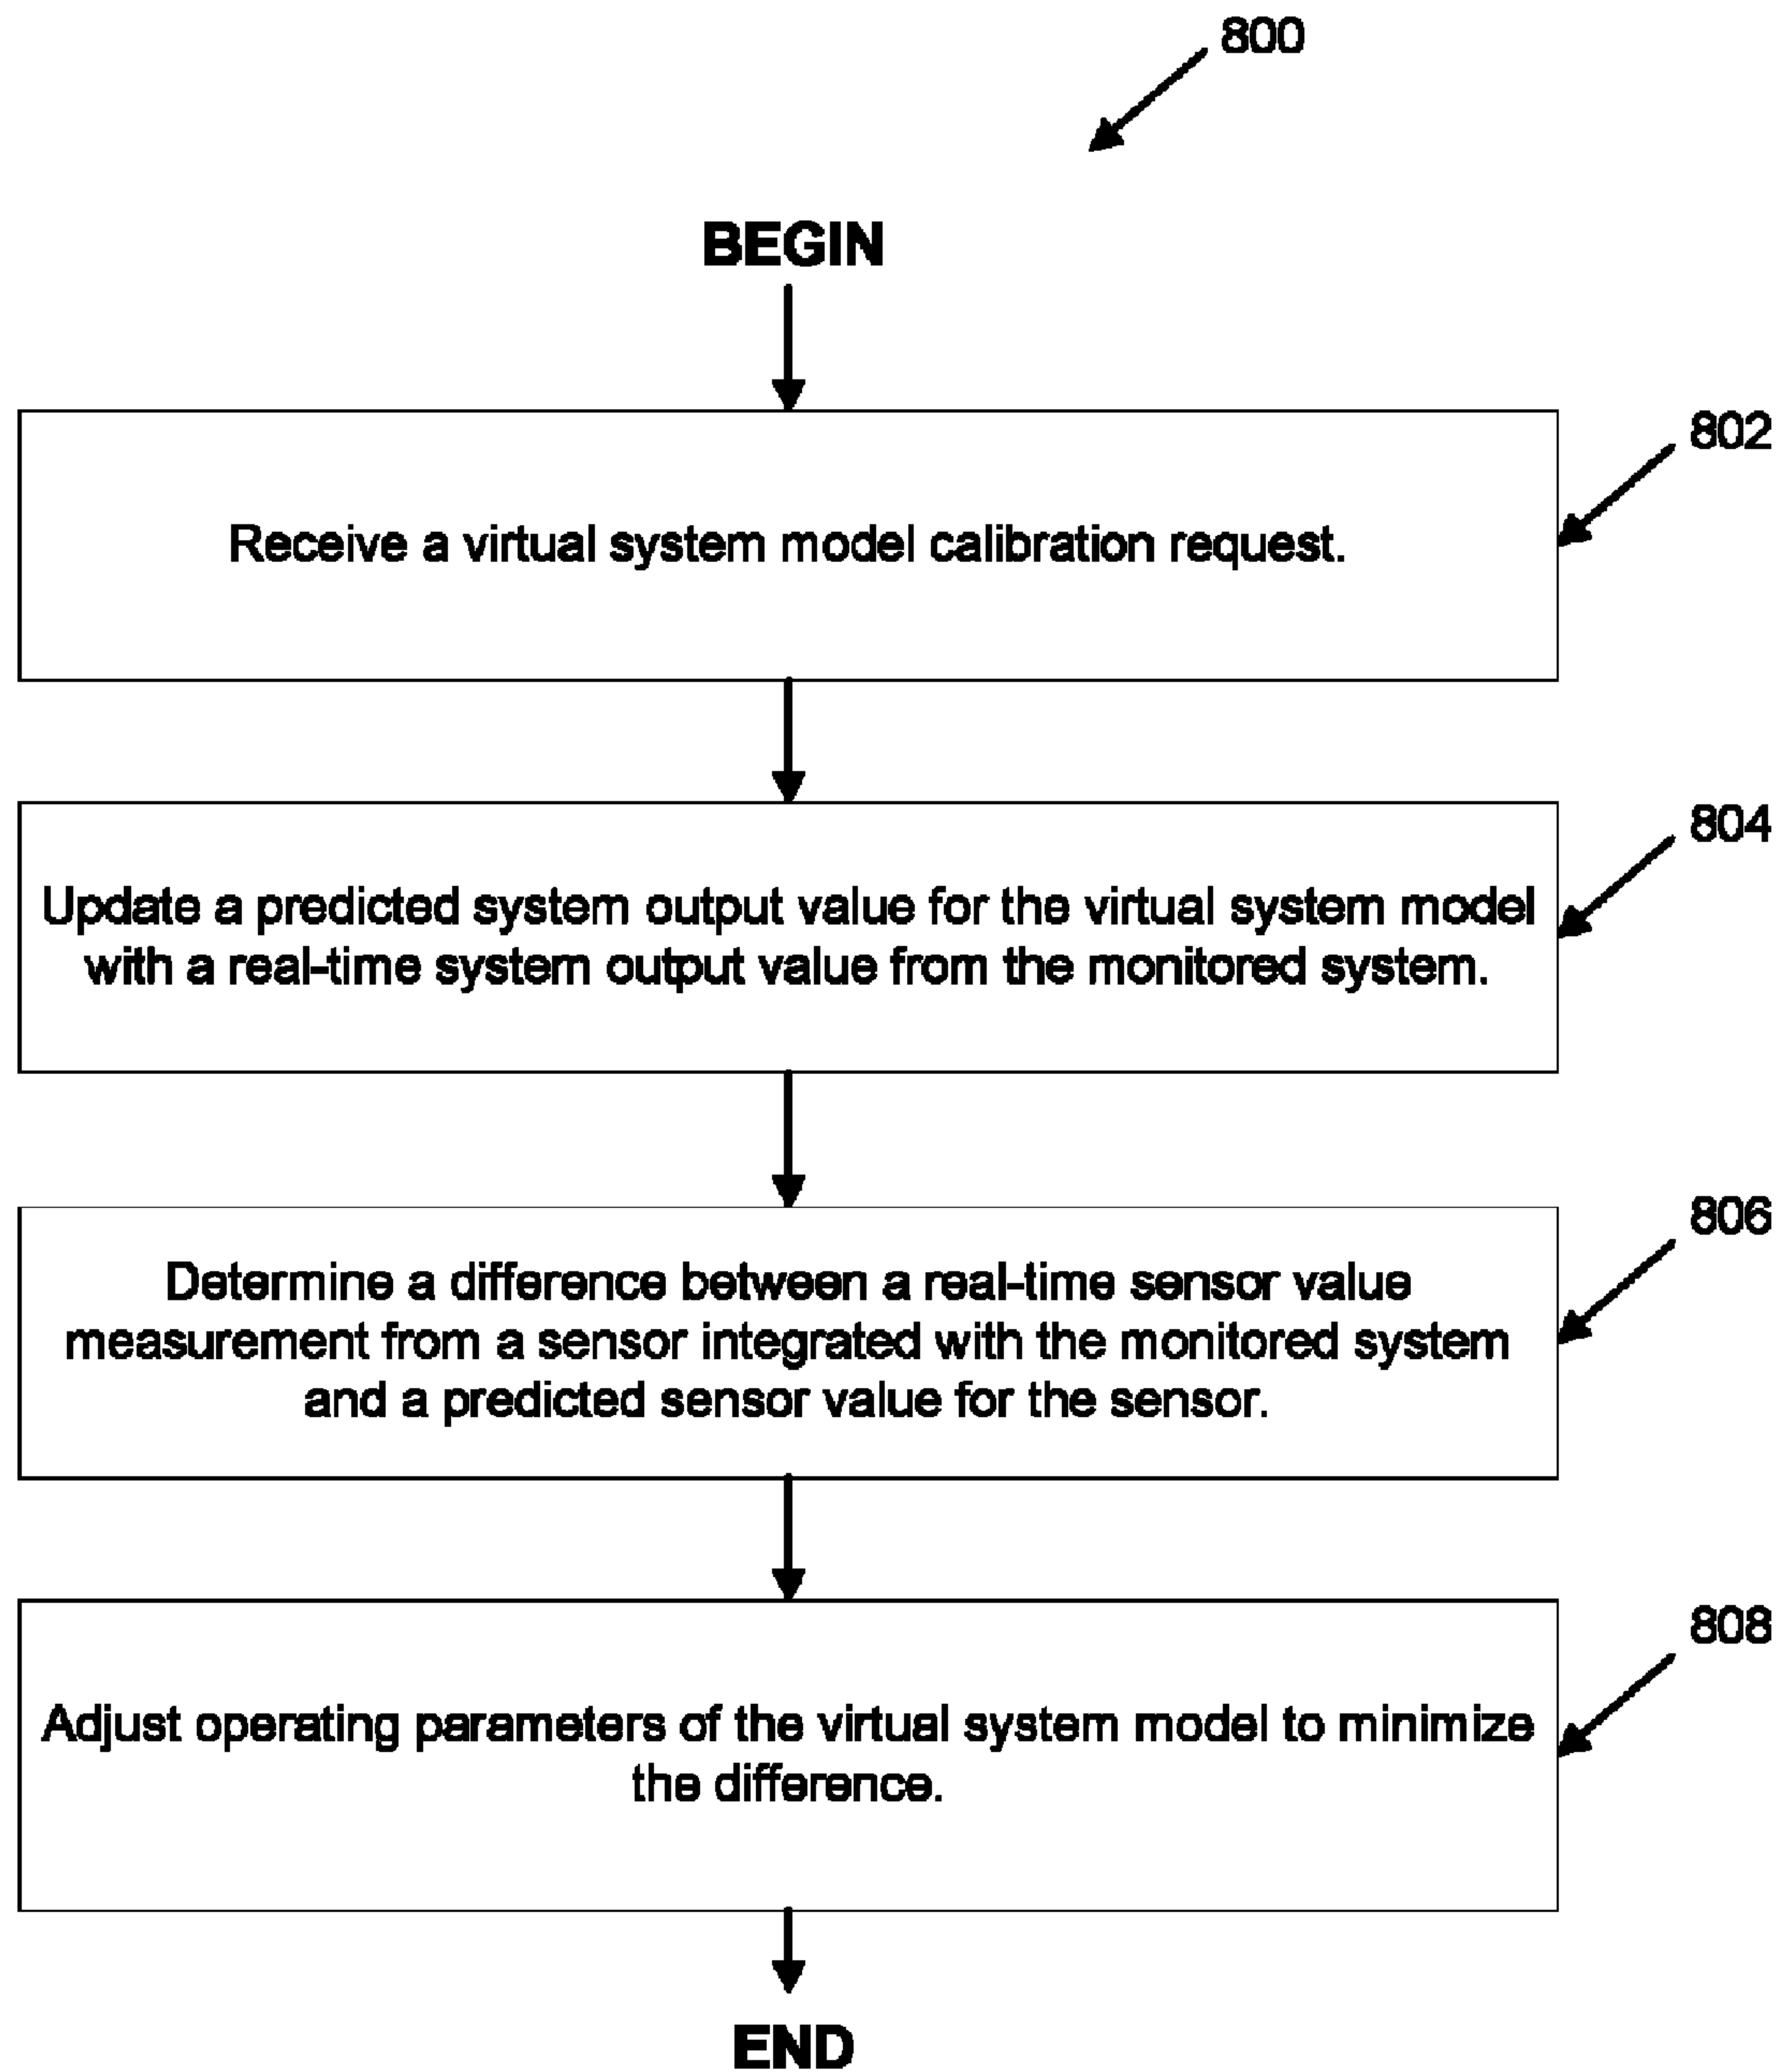 800
BEGIN
802
Receive a virtual system model calibration request.
804
Update a predicted system output value for the virtual system model
with a real-time system output value from the monitored system.
806
Determine a difference between a real-time sensor value
measurement from a sensor integrated with the monitored system
and a predicted sensor value for the sensor.
808
Adjust operating parameters of the virtual system model to minimize
the difference.
END